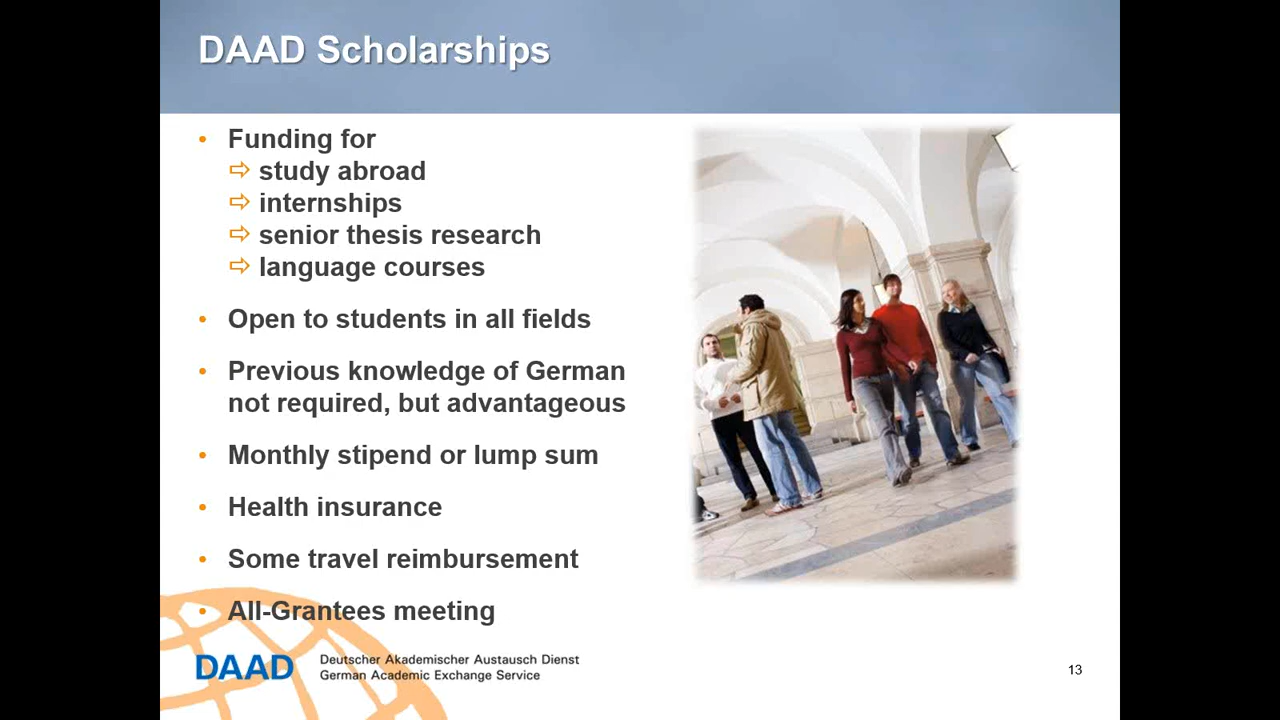 DAAD Scholarships
• Funding for
⇨ study abroad
⇨ internships
⇨ senior thesis research
⇨ language courses
• Open to students in all fields
• Previous knowledge of German
not required, but advantageous
• Monthly stipend or lump sum
• Health insurance
• Some travel reimbursement
• All-Grantees meeting
DAAD
Deutscher Akademischer Austausch Dienst
German Academic Exchange Service
13